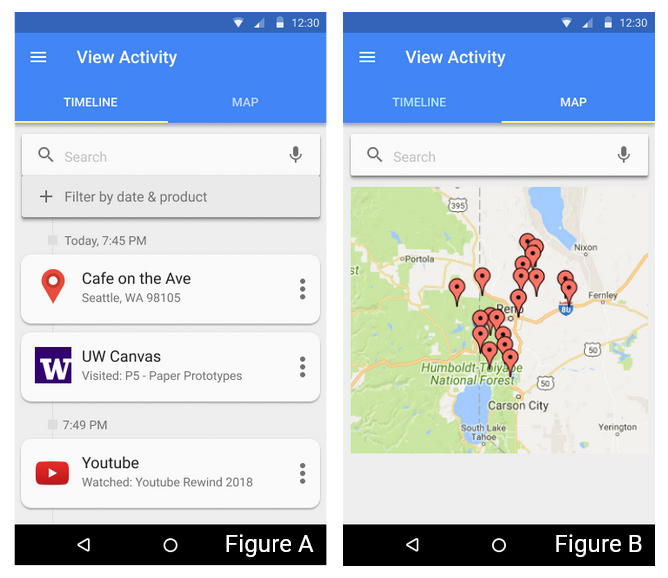 12:30
View Activity
TIMELINE MAP
Search
+ Filter by date & product
Today, 7:45 PM
Cafe on the Ave
Seattle, WA 98105
W
UW Canvas
Visited: P5 - Paper Prototypes
7:49 PM
Youtube
Watched: Youtube Rewind 2018
Figure A
12:30
View Activity
TIMELINE MAP
Search
395
Nixon
Portola
Fernley
Reno
80
50
Humboldt-Toiyabe
National Forest
50
Carson City
South Lake
Tahoe
Yerington
Figure B